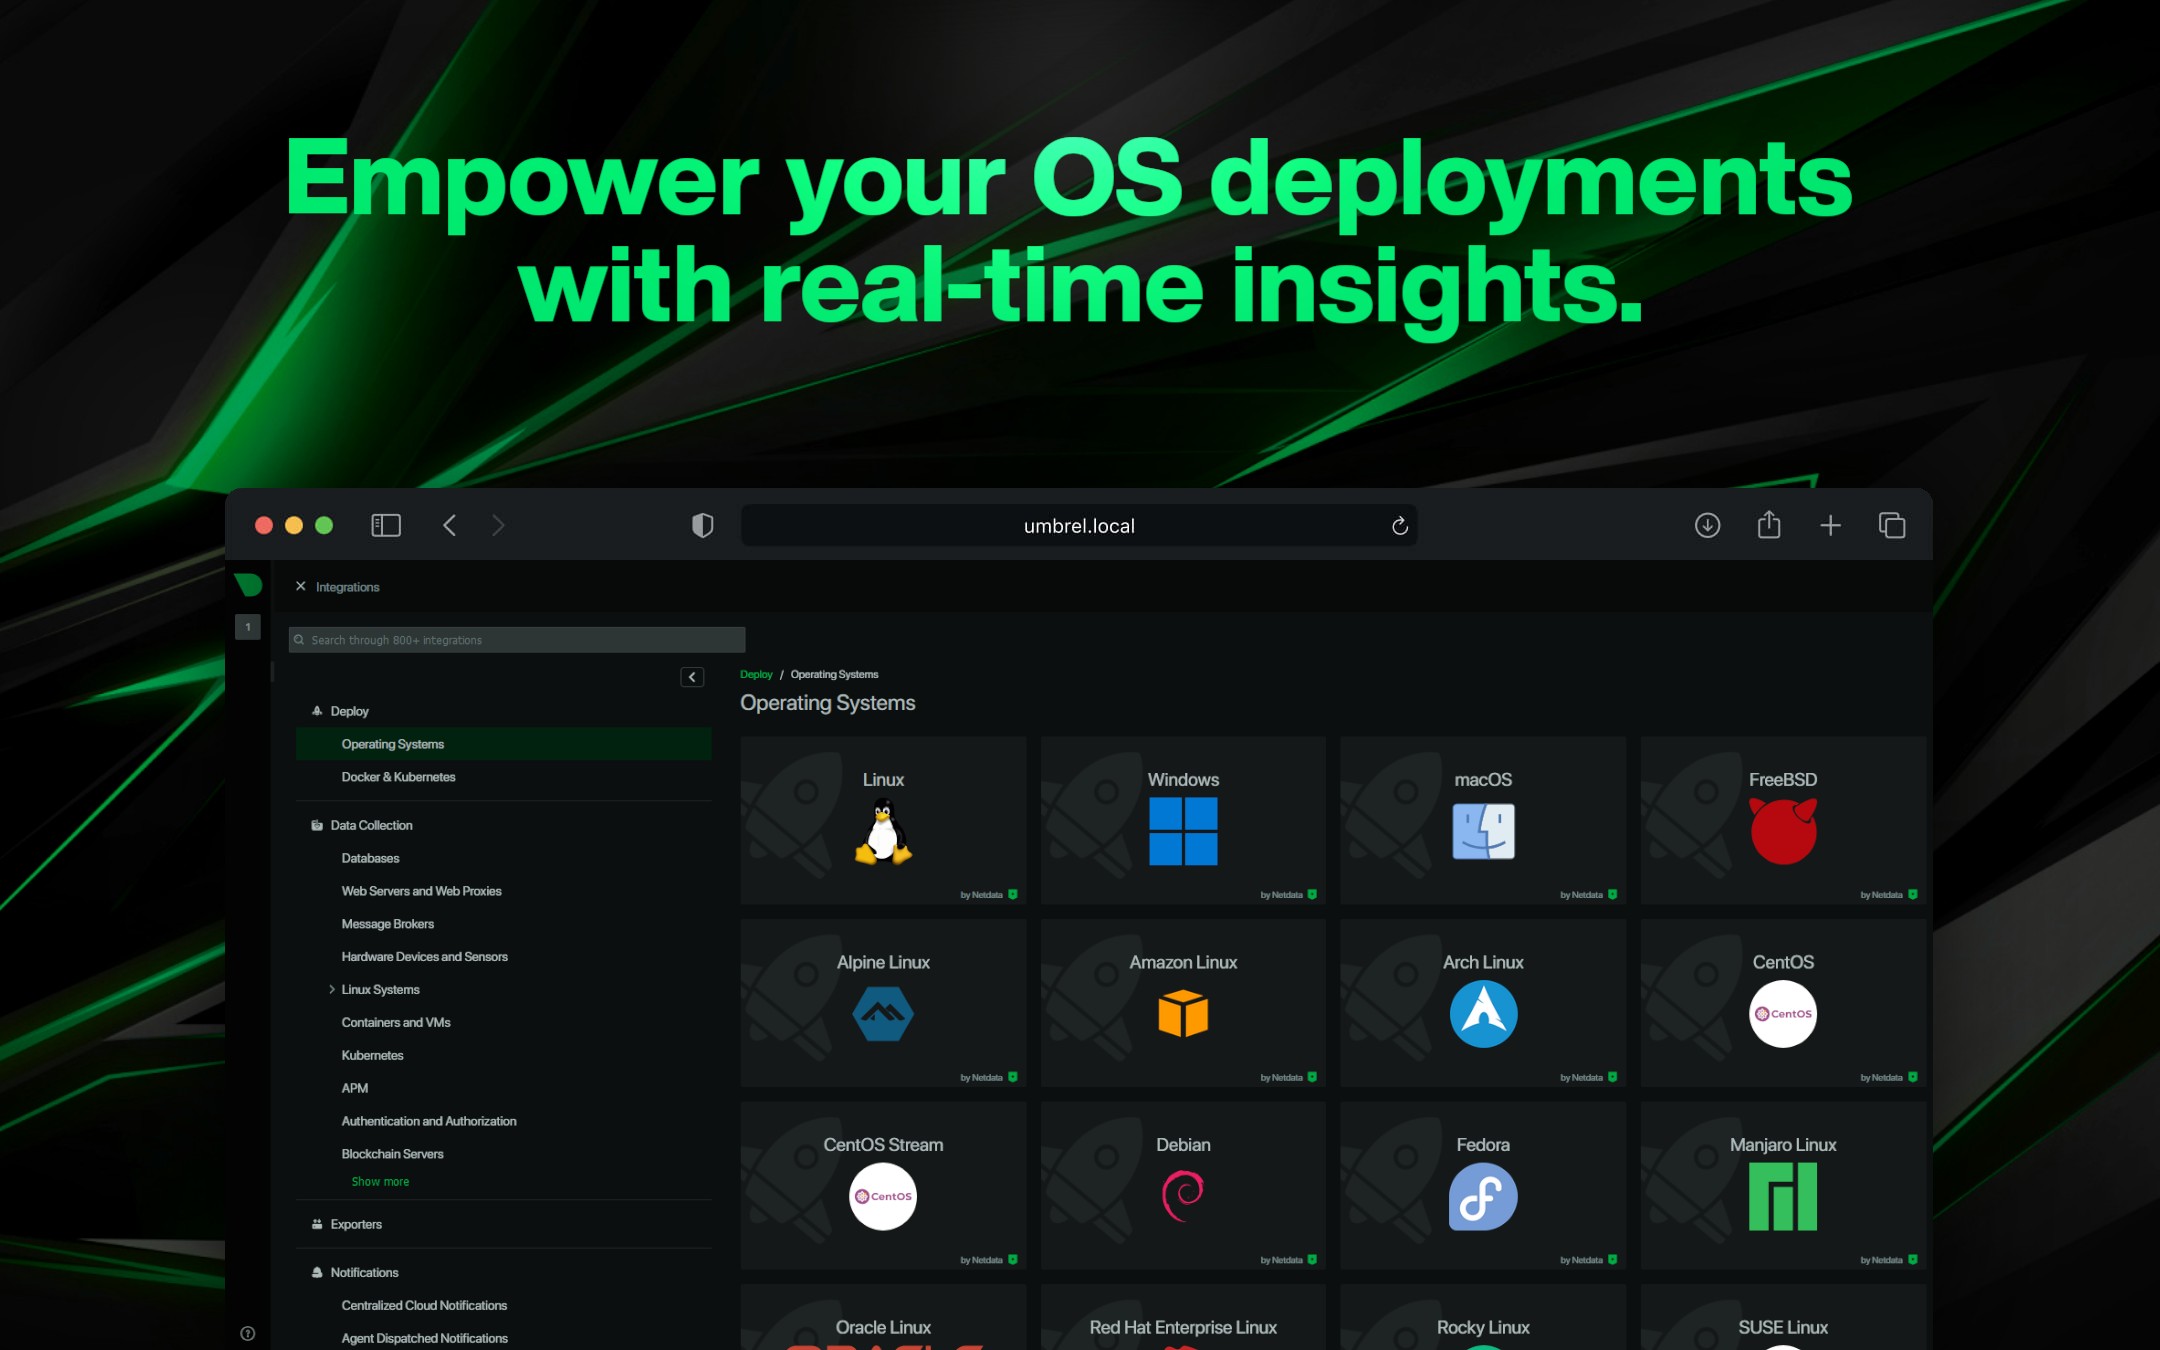 Empower your OS deployments
with real-time insights.
umbrel.local
Integrations
1
Search through 800+ integrations
Deploy / Operating Systems
Operating Systems
Deploy
Operating Systems
Docker & Kubernetes
Data Collection
Databases
Web Servers and Web Proxies
Message Brokers
Hardware Devices and Sensors
Linux Systems
Containers and VMs
Kubernetes
APM
Authentication and Authorization
Blockchain Servers
Show more
Exporters
Notifications
Centralized Cloud Notifications
Agent Dispatched Notifications
Linux
by Netdata
Windows
by Netdata
macOS
by Netdata
FreeBSD
by Netdata
Alpine Linux
by Netdata
Amazon Linux
by Netdata
Arch Linux
by Netdata
CentOS
CentOS
by Netdata
CentOS Stream
CentOS
by Netdata
Debian
by Netdata
Fedora
by Netdata
Manjaro Linux
by Netdata
Oracle Linux
Red Hat Enterprise Linux
Rocky Linux
SUSE Linux